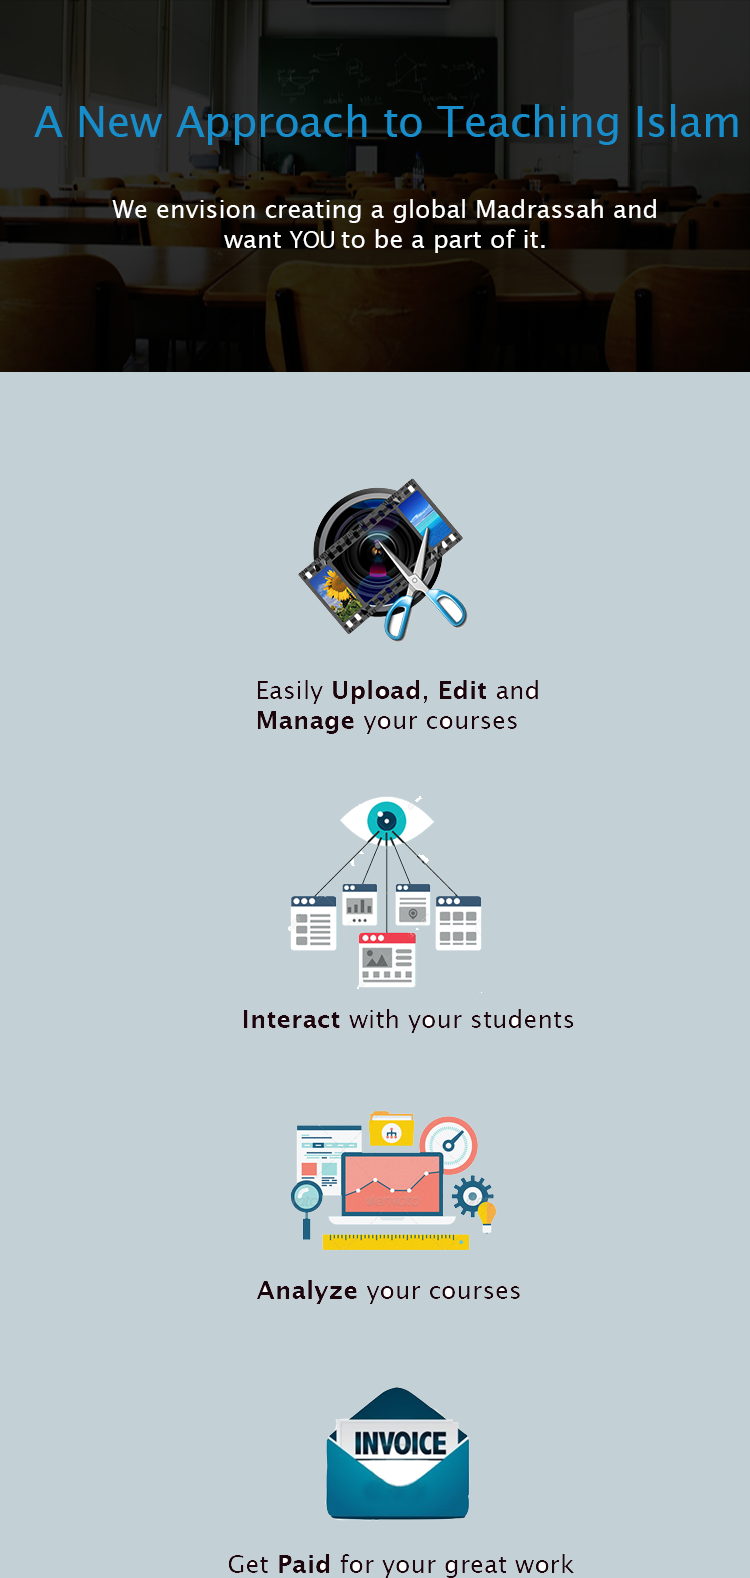 A New Approach to Teaching Islam
We envision creating a global Madrassah and
want YOU to be a part of it.
Easily Upload, Edit and
Manage your courses
Interact with your students
Analyze your courses
INVOICE
Get Paid for your great work